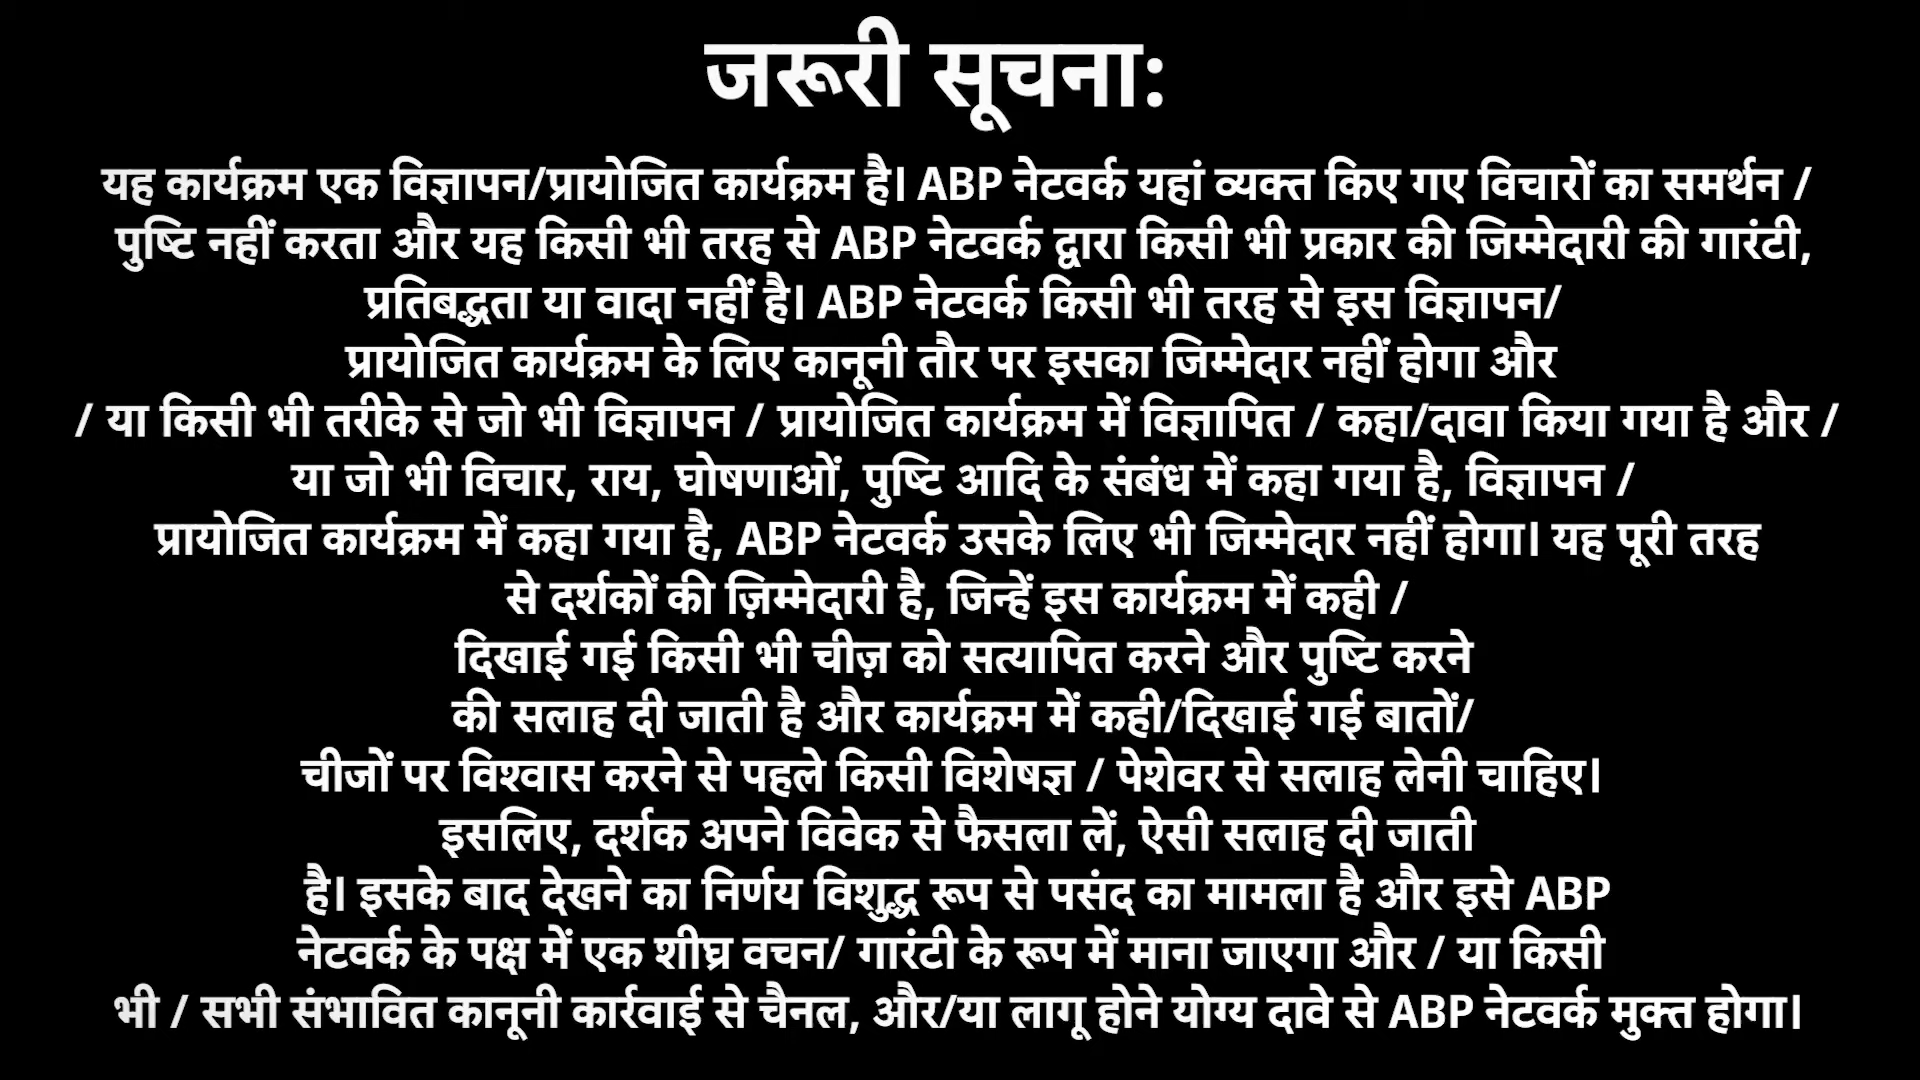 जरूरी सूचना:
यह कार्यक्रम एक विज्ञापन/प्रायोजित कार्यक्रम है। ABP नेटवर्क यहां व्यक्त किए गए विचारों का समर्थन /
पुष्टि नहीं करता और यह किसी भी तरह से ABP नेटवर्क द्वारा किसी भी प्रकार की जिम्मेदारी की गारंटी,
प्रतिबद्धता या वादा नहीं है। ABP नेटवर्क किसी भी तरह से इस विज्ञापन/
प्रायोजित कार्यक्रम के लिए कानूनी तौर पर इसका जिम्मेदार नहीं होगा और
/ या किसी भी तरीके से जो भी विज्ञापन / प्रायोजित कार्यक्रम में विज्ञापित / कहा/दावा किया गया है और /
या जो भी विचार, राय, घोषणाओं, पुष्टि आदि के संबंध में कहा गया है, विज्ञापन /
प्रायोजित कार्यक्रम में कहा गया है, ABP नेटवर्क उसके लिए भी जिम्मेदार नहीं होगा। यह पूरी तरह
से दर्शकों की ज़िम्मेदारी है, जिन्हें इस कार्यक्रम में कही /
दिखाई गई किसी भी चीज़ को सत्यापित करने और पुष्टि करने
की सलाह दी जाती है और कार्यक्रम में कही/दिखाई गई बातों/
चीजों पर विश्वास करने से पहले किसी विशेषज्ञ / पेशेवर से सलाह लेनी चाहिए।
इसलिए, दर्शक अपने विवेक से फैसला लें, ऐसी सलाह दी जाती
है। इसके बाद देखने का निर्णय विशुद्ध रूप से पसंद का मामला है और इसे ABP
नेटवर्क के पक्ष में एक शीघ्र वचन/ गारंटी के रूप में माना जाएगा और / या किसी
भी / सभी संभावित कानूनी कार्रवाई से चैनल, और/या लागू होने योग्य दावे से ABP नेटवर्क मुक्त होगा।